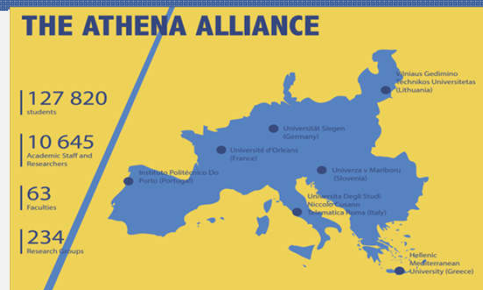 THE ATHENA ALLIANCE
127 820
students
10 645
Academic Staff and
Researchers
63
Faculties
234
Research Groups
Vilniaus Gedimino
Technikos Universitetas
(Lithuania)
Universität Siegen
(Germany)
Université d'Orléans
(France)
Instituto Politécnico Do
Porto (Portugal)
Univerza v Mariboru
(Slovenia)
Università Degli Studi
Niccolò Cusano
Telematica Roma (Italy)
Hellenic
Mediterranean
University (Greece)